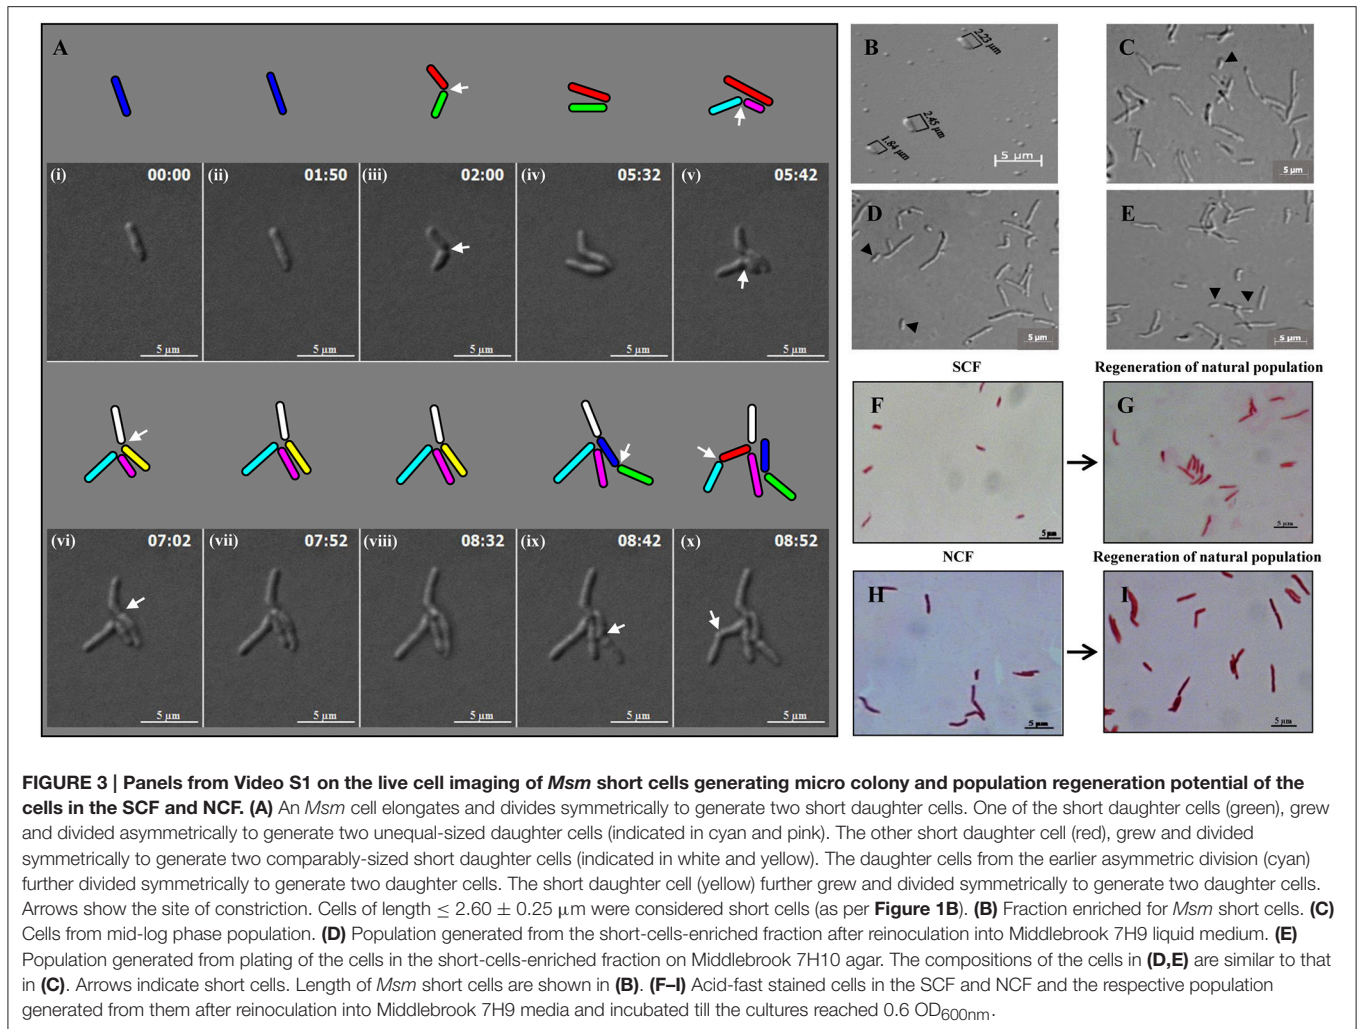 A
(i) 00:00
(ii) 01:50
(iii) 02:00
(iv) 05:32
(v) 05:42
5 μm
5 μm
5 μm
5 μm
5 μm
(vi) 07:02
(vii) 07:52
(viii) 08:32
(ix) 08:42
(x) 08:52
5 μm
5 μm
5 μm
5 μm
5 μm
B
2.23 μm
2.45 μm
1.84 μm
5 μm
C
5 μm
D
5 μm
E
5 μm
SCF
Regeneration of natural population
F
5 μm
G
5 μm
NCF
Regeneration of natural population
H
5 μm
I
5 μm
FIGURE 3 | Panels from Video S1 on the live cell imaging of Msm short cells generating micro colony and population regeneration potential of the
cells in the SCF and NCF. (A) An Msm cell elongates and divides symmetrically to generate two short daughter cells. One of the short daughter cells (green), grew
and divided asymmetrically to generate two unequal-sized daughter cells (indicated in cyan and pink). The other short daughter cell (red), grew and divided
symmetrically to generate two comparably-sized short daughter cells (indicated in white and yellow). The daughter cells from the earlier asymmetric division (cyan)
further divided symmetrically to generate two daughter cells. The short daughter cell (yellow) further grew and divided symmetrically to generate two daughter cells.
Arrows show the site of constriction. Cells of length ≤ 2.60 ± 0.25 μm were considered short cells (as per Figure 1B). (B) Fraction enriched for Msm short cells. (C)
Cells from mid-log phase population. (D) Population generated from the short-cells-enriched fraction after reinoculation into Middlebrook 7H9 liquid medium. (E)
Population generated from plating of the cells in the short-cells-enriched fraction on Middlebrook 7H10 agar. The compositions of the cells in (D,E) are similar to that
in (C). Arrows indicate short cells. Length of Msm short cells are shown in (B). (F–I) Acid-fast stained cells in the SCF and NCF and the respective population
generated from them after reinoculation into Middlebrook 7H9 media and incubated till the cultures reached 0.6 OD600nm.